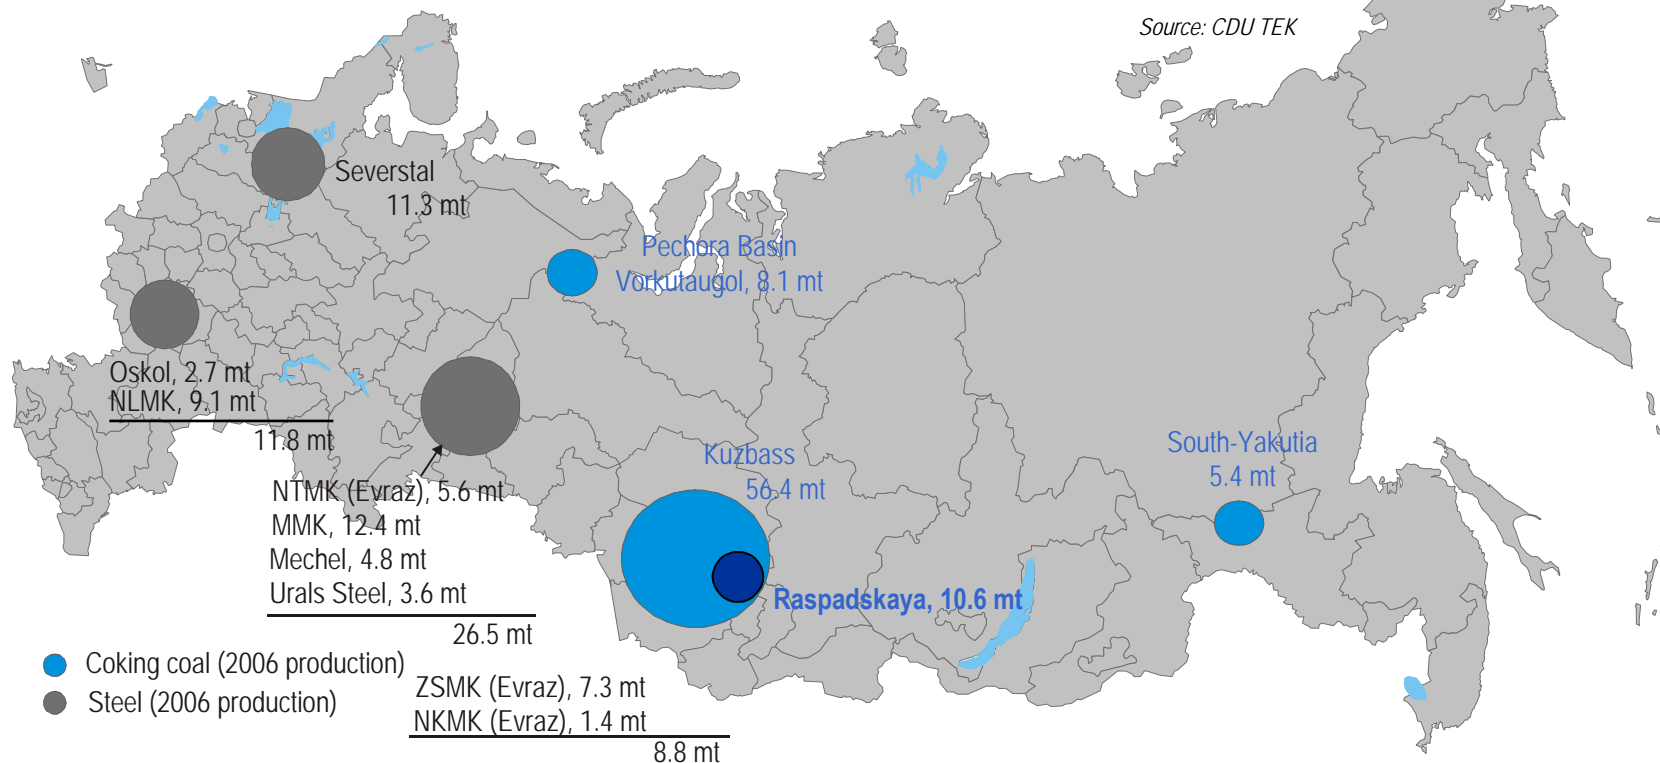 Source: CDU TEK
Severstal
11.3 mt
Pechora Basin
Vorkutaugol, 8.1 mt
Oskol, 2.7 mt
NLMK, 9.1 mt
11.8 mt
Kuzbass
56.4 mt
South-Yakutia
5.4 mt
NTMK (Evraz), 5.6 mt
MMK, 12.4 mt
Mechel, 4.8 mt
Urals Steel, 3.6 mt
26.5 mt
Raspadskaya, 10.6 mt
Coking coal (2006 production)
Steel (2006 production)
ZSMK (Evraz), 7.3 mt
NKMK (Evraz), 1.4 mt
8.8 mt